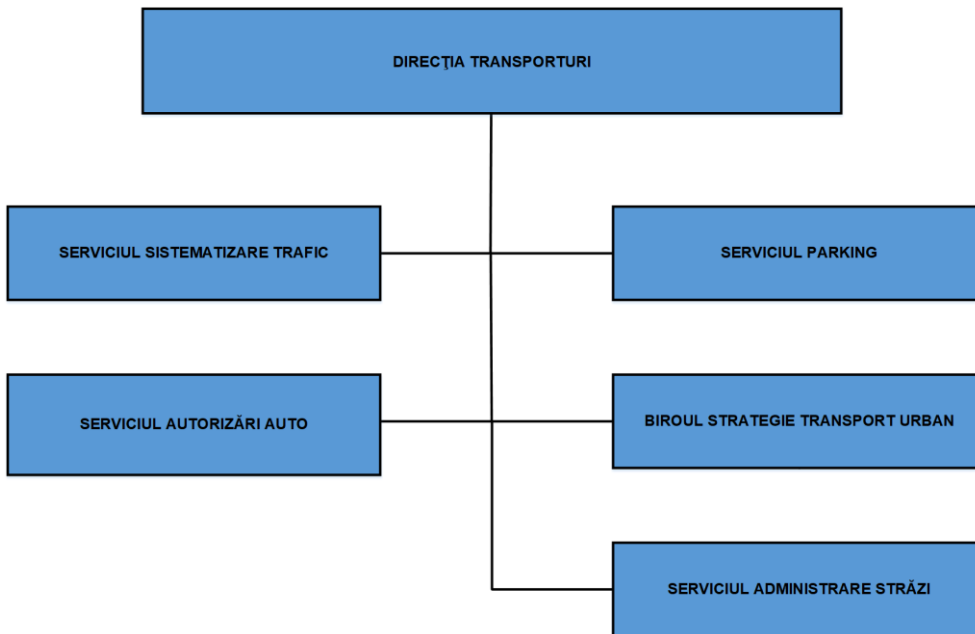 DIRECŢIA TRANSPORTURI
SERVICIUL SISTEMATIZARE TRAFIC
SERVICIUL PARKING
SERVICIUL AUTORIZĂRI AUTO
BIROUL STRATEGIE TRANSPORT URBAN
SERVICIUL ADMINISTRARE STRĂZI